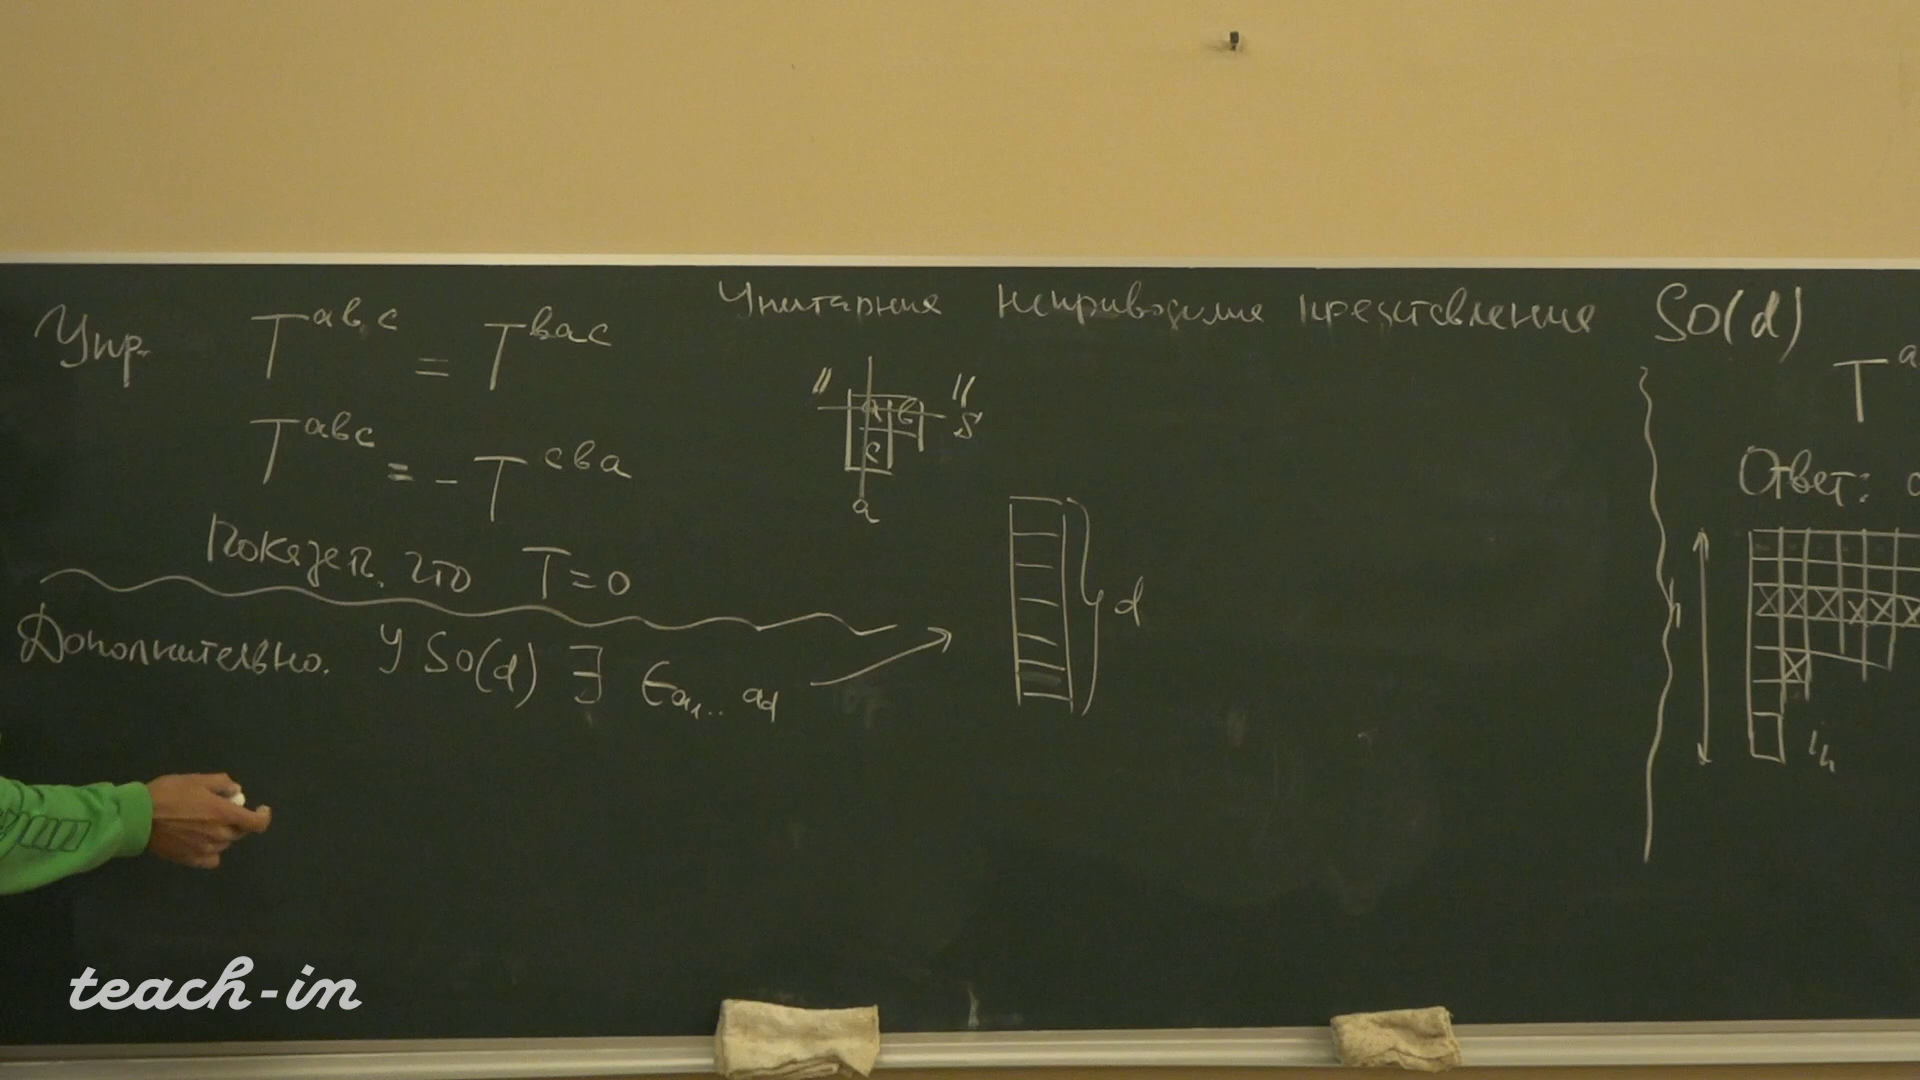 Упр. T^{abc} = T^{bac}
T^{abc} = - T^{cba}
Показать, что T=0
Дополнительно. У SO(d) ∃ ϵ_{a₁...a_d}
Унитарные неприводимые представления SO(d)
a b
c
S
a
d
T^a
Ответ:
h
teach-in